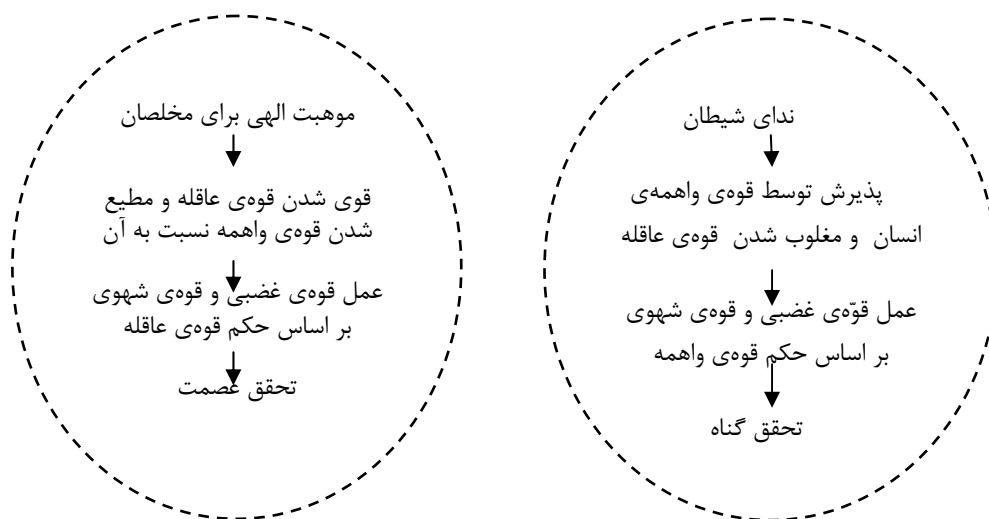 ندای شیطان
پذیرش توسط قوه‌ی واهمه‌ی
انسان و مغلوب شدن قوه‌ی عاقله
عمل قوّه‌ی غضبی و قوه‌ی شهوی
بر اساس حکم قوه‌ی واهمه
تحقق گناه
موهبت الهی برای مخلصان
قوی شدن قوه‌ی عاقله و مطیع
شدن قوه‌ی واهمه نسبت به آن
عمل قوه‌ی غضبی و قوه‌ی شهوی
بر اساس حکم قوه‌ی عاقله
تحقق عصمت